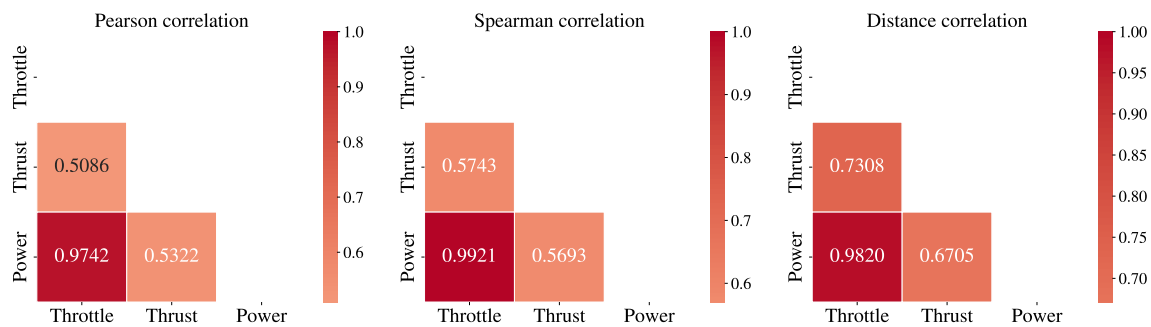 Pearson correlation
Throttle
Thrust
Power
0.5086
0.9742 0.5322
Throttle Thrust Power
1.0
0.9
0.8
0.7
0.6
Spearman correlation
Throttle
Thrust
Power
0.5743
0.9921 0.5693
Throttle Thrust Power
1.0
0.9
0.8
0.7
0.6
Distance correlation
Throttle
Thrust
Power
0.7308
0.9820 0.6705
Throttle Thrust Power
1.00
0.95
0.90
0.85
0.80
0.75
0.70